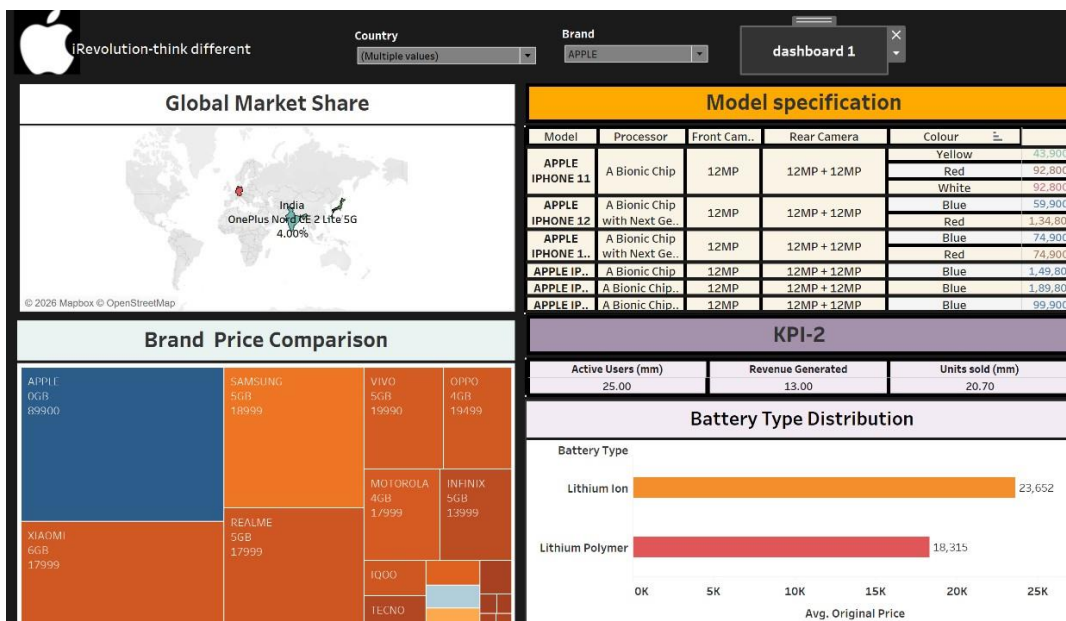 iRevolution-think different
Country
(Multiple values)
Brand
APPLE
dashboard 1
Global Market Share
India
OnePlus Nord CE 2 Lite 5G
4.00%
© 2026 Mapbox © OpenStreetMap
Model specification
Model Processor Front Cam.. Rear Camera Colour
APPLE IPHONE 11 A Bionic Chip 12MP 12MP + 12MP Yellow 43,900
Red 92,800
White 92,800
APPLE IPHONE 12 A Bionic Chip with Next Ge.. 12MP 12MP + 12MP Blue 59,900
Red 1,34,80
APPLE IPHONE 1.. A Bionic Chip with Next Ge.. 12MP 12MP + 12MP Blue 74,900
Red 74,900
APPLE IP.. A Bionic Chip 12MP 12MP + 12MP Blue 1,49,80
APPLE IP.. A Bionic Chip.. 12MP 12MP + 12MP Blue 1,89,80
APPLE IP.. A Bionic Chip.. 12MP 12MP + 12MP Blue 99,900
Brand Price Comparison
APPLE
0GB
89900
SAMSUNG
5GB
18999
VIVO
5GB
19990
OPPO
4GB
19499
MOTOROLA
4GB
17999
INFINIX
5GB
13999
XIAOMI
6GB
17999
REALME
5GB
17999
IQOO
TECNO
KPI-2
Active Users (mm) Revenue Generated Units sold (mm)
25.00 13.00 20.70
Battery Type Distribution
Battery Type
Lithium Ion 23,652
Lithium Polymer 18,315
0K 5K 10K 15K 20K 25K
Avg. Original Price